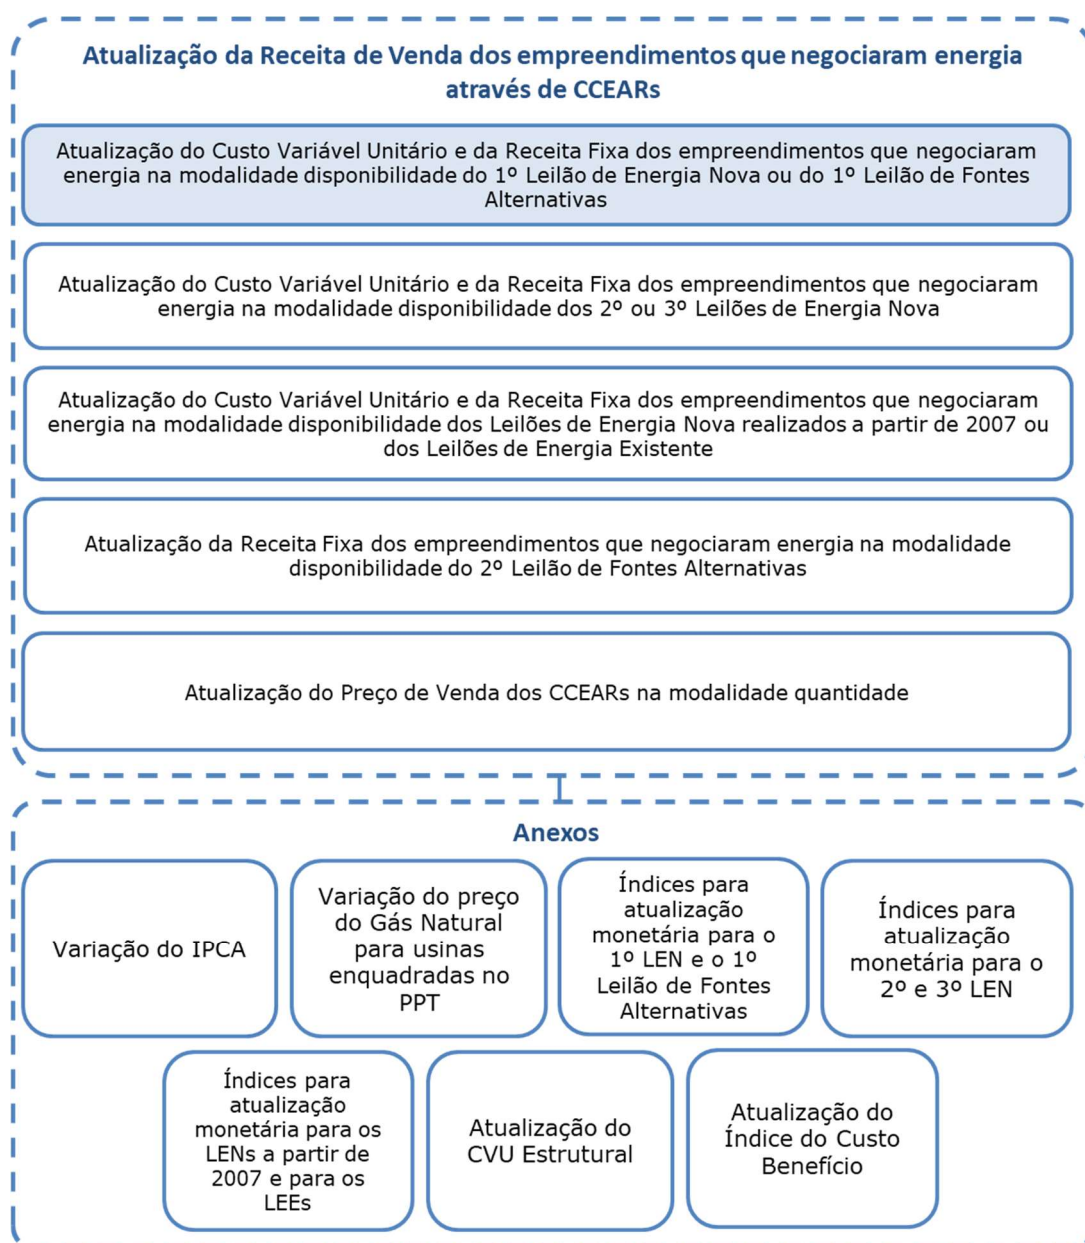 Atualização da Receita de Venda dos empreendimentos que negociaram energia
através de CCEARs
Atualização do Custo Variável Unitário e da Receita Fixa dos empreendimentos que negociaram
energia na modalidade disponibilidade do 1º Leilão de Energia Nova ou do 1º Leilão de Fontes
Alternativas
Atualização do Custo Variável Unitário e da Receita Fixa dos empreendimentos que negociaram
energia na modalidade disponibilidade dos 2º ou 3º Leilões de Energia Nova
Atualização do Custo Variável Unitário e da Receita Fixa dos empreendimentos que negociaram
energia na modalidade disponibilidade dos Leilões de Energia Nova realizados a partir de 2007 ou
dos Leilões de Energia Existente
Atualização da Receita Fixa dos empreendimentos que negociaram energia na modalidade
disponibilidade do 2º Leilão de Fontes Alternativas
Atualização do Preço de Venda dos CCEARs na modalidade quantidade
Anexos
Variação do IPCA
Variação do preço
do Gás Natural
para usinas
enquadradas no
PPT
Índices para
atualização
monetária para o
1º LEN e o 1º
Leilão de Fontes
Alternativas
Índices para
atualização
monetária para o
2º e 3º LEN
Índices para
atualização
monetária para os
LENs a partir de
2007 e para os
LEEs
Atualização do
CVU Estrutural
Atualização do
Índice do Custo
Benefício